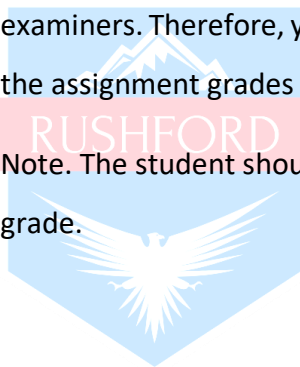 examiners. Therefore, y
the assignment grades
RUSHFORD
Note. The student shou
grade.